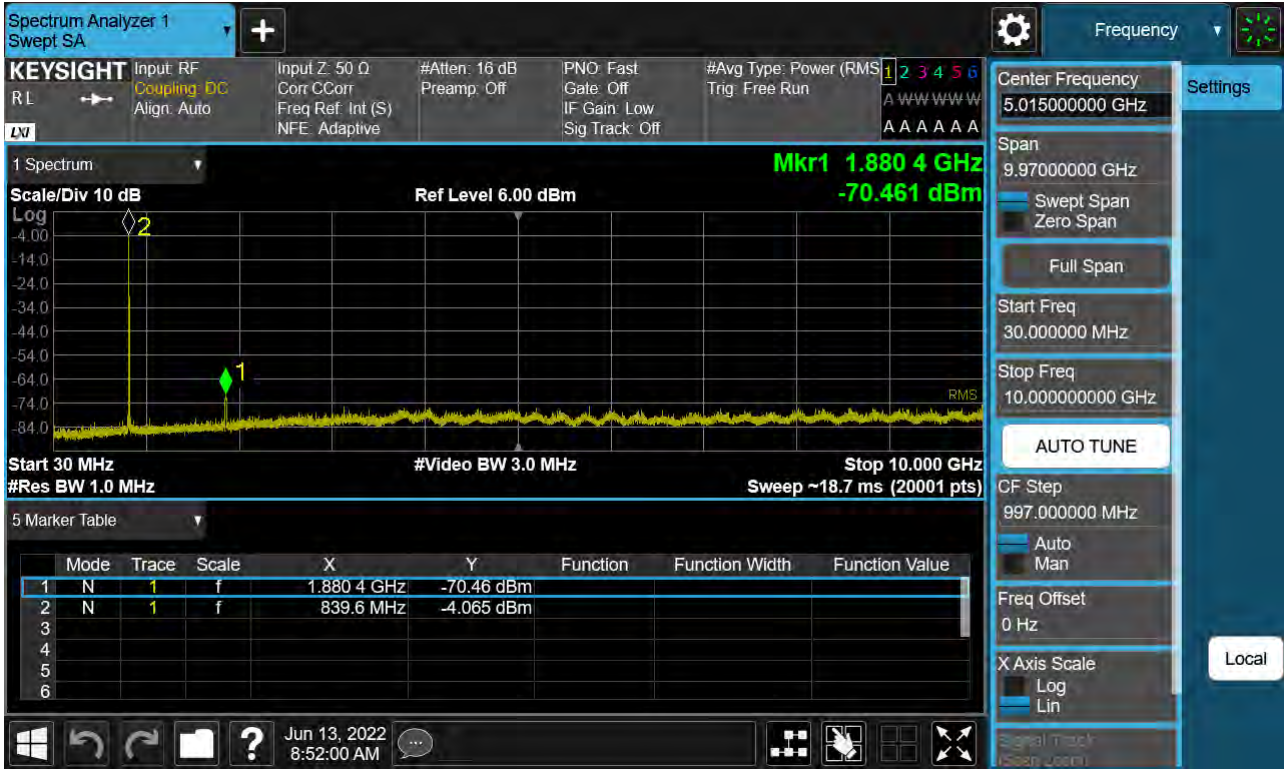 Spectrum Analyzer 1
Swept SA
+
Frequency
KEYSIGHT
Input: RF
Input Z: 50 Ω
#Atten: 16 dB
PNO: Fast
#Avg Type: Power (RMS
1 2 3 4 5 6
R L
Coupling: DC
Corr CCorr
Preamp: Off
Gate: Off
Trig: Free Run
A W W W W W
Align: Auto
Freq Ref: Int (S)
IF Gain: Low
LXI
NFE: Adaptive
Sig Track: Off
A A A A A A
1 Spectrum
Mkr1 1.880 4 GHz
Scale/Div 10 dB
Ref Level 6.00 dBm
-70.461 dBm
Log
-4.00
-14.0
-24.0
-34.0
-44.0
-54.0
-64.0
-74.0
-84.0
2
1
RMS
Start 30 MHz
#Video BW 3.0 MHz
Stop 10.000 GHz
#Res BW 1.0 MHz
Sweep ~18.7 ms (20001 pts)
5 Marker Table
Mode Trace Scale X Y Function Function Width Function Value
1 N 1 f 1.880 4 GHz -70.46 dBm
2 N 1 f 839.6 MHz -4.065 dBm
3
4
5
6
?
Jun 13, 2022
8:52:00 AM
Center Frequency
5.015000000 GHz
Settings
Span
9.97000000 GHz
Swept Span
Zero Span
Full Span
Start Freq
30.000000 MHz
Stop Freq
10.000000000 GHz
AUTO TUNE
CF Step
997.000000 MHz
Auto
Man
Freq Offset
0 Hz
X Axis Scale
Log
Lin
Local
Signal Track
(Span Zoom)